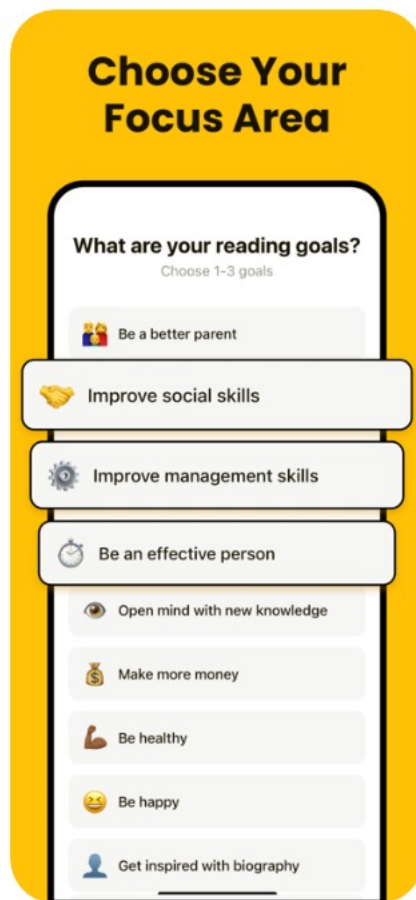 Choose Your
Focus Area
What are your reading goals?
Choose 1-3 goals
Be a better parent
Improve social skills
Improve management skills
Be an effective person
Open mind with new knowledge
Make more money
Be healthy
Be happy
Get inspired with biography